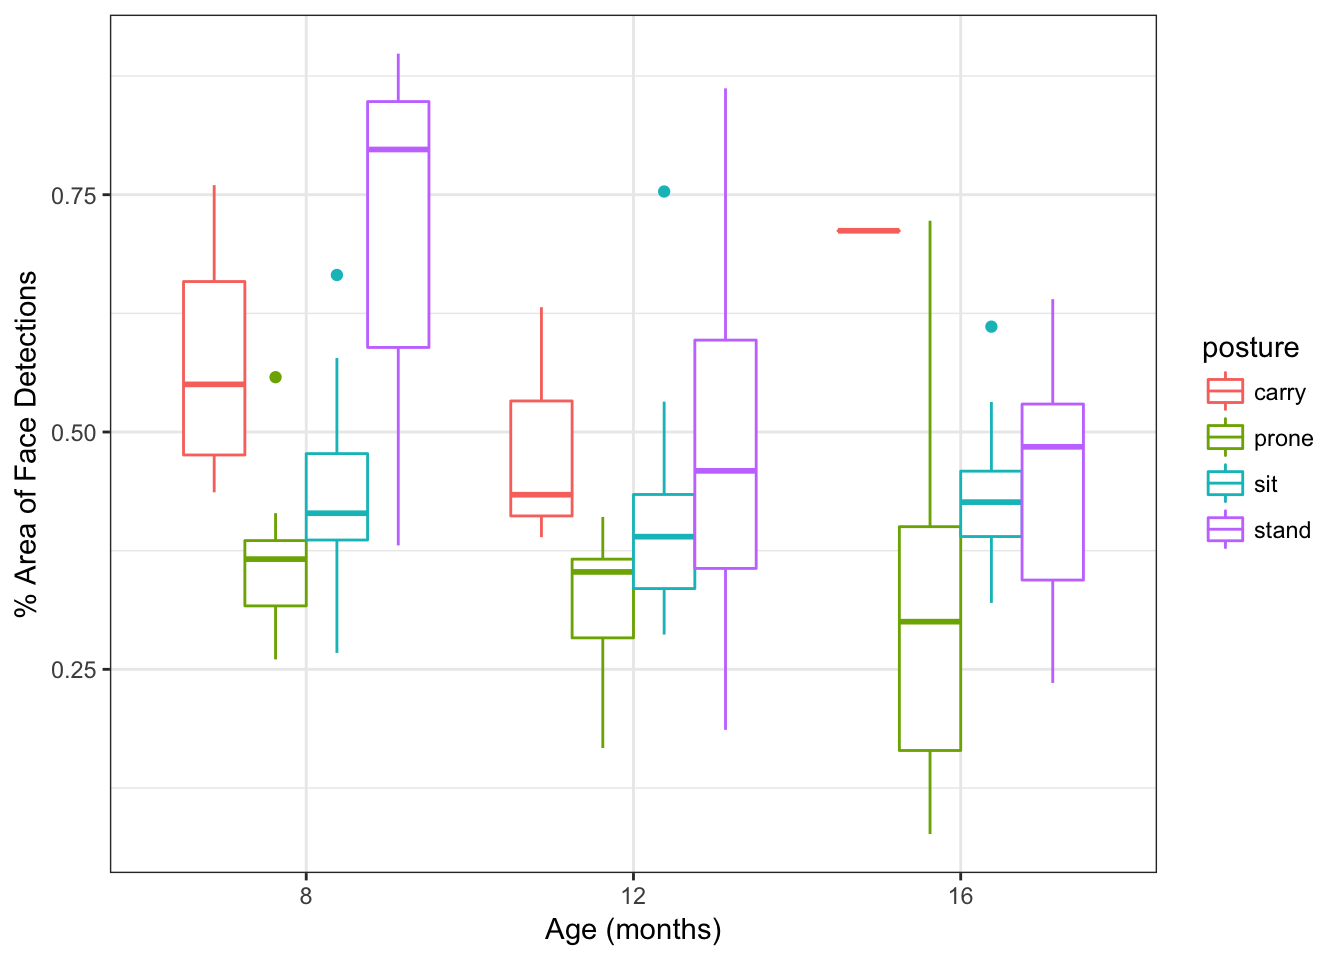 % Area of Face Detections
0.75
0.50
0.25
8
12
16
Age (months)
posture
carry
prone
sit
stand